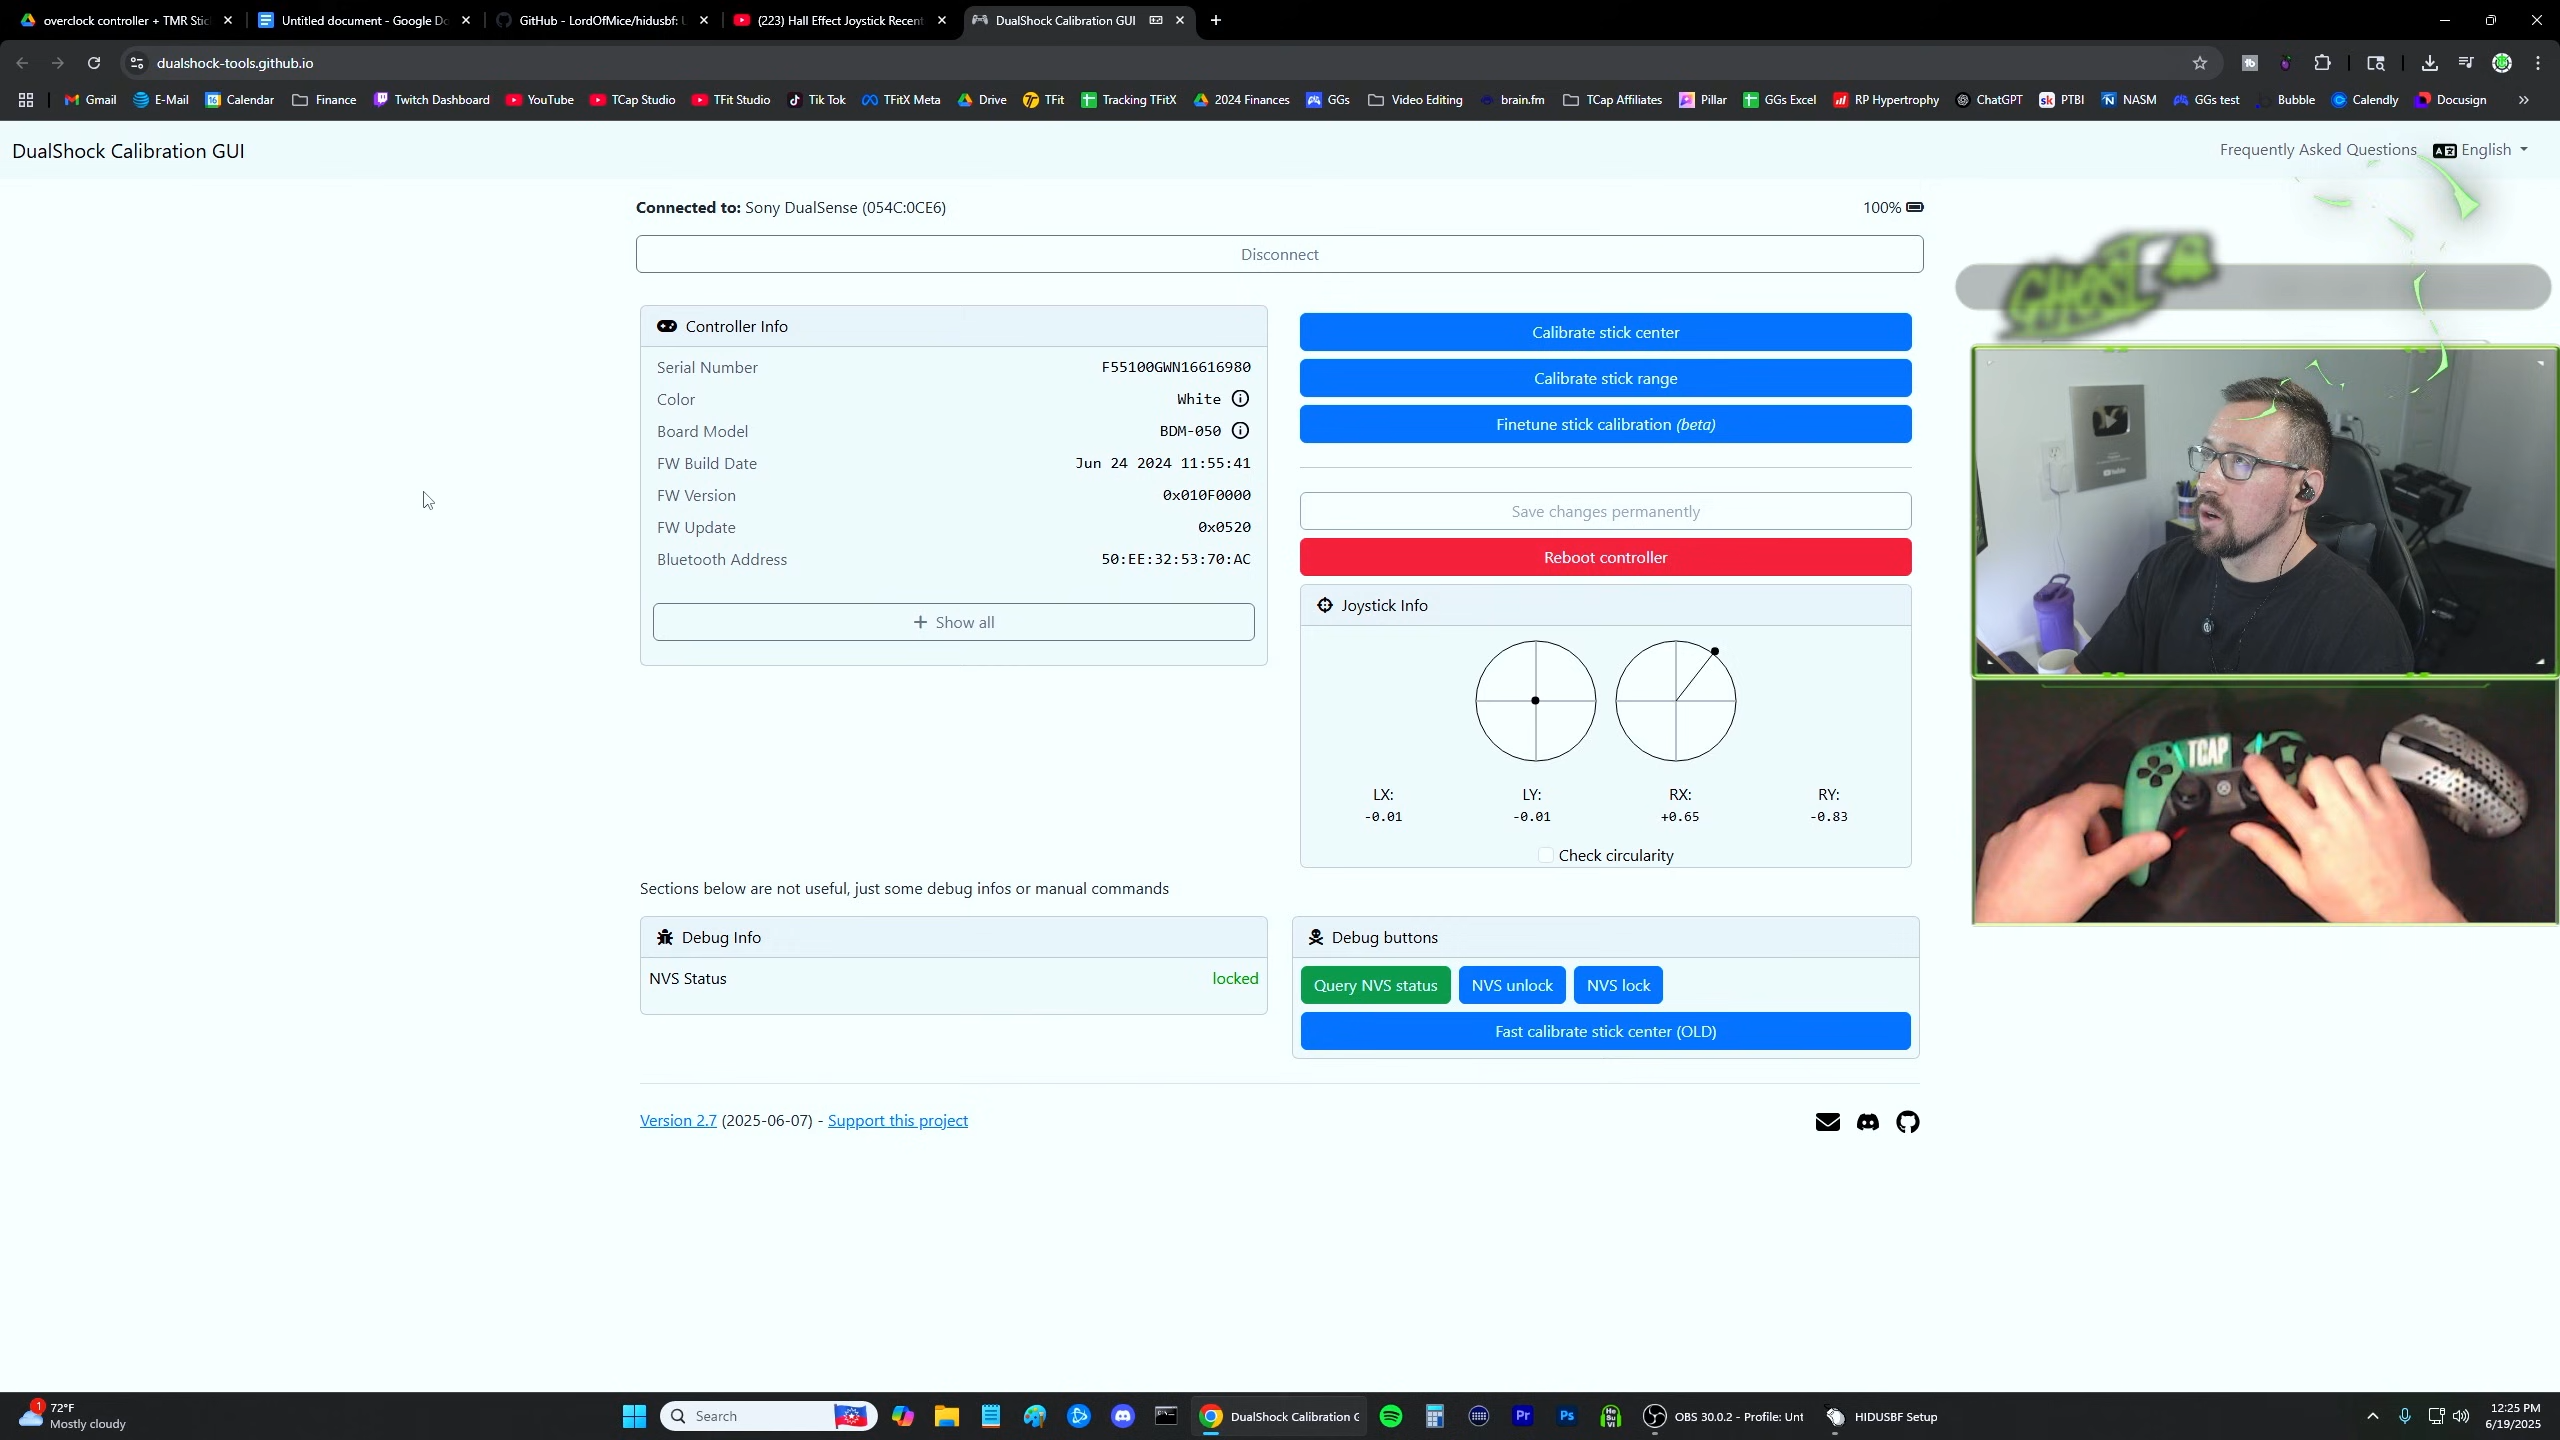 overclock controller + TMR Stic
Untitled document - Google Do
GitHub - LordOfMice/hidusbf: U
(223) Hall Effect Joystick Recent
DualShock Calibration GUI
dualshock-tools.github.io
Gmail
E-Mail
Calendar
Finance
Twitch Dashboard
YouTube
TCap Studio
TFit Studio
Tik Tok
TFitX Meta
Drive
TFit
Tracking TFitX
2024 Finances
GGs
Video Editing
brain.fm
TCap Affiliates
Pillar
GGs Excel
RP Hypertrophy
ChatGPT
PTBI
NASM
GGs test
Bubble
Calendly
Docusign
DualShock Calibration GUI
Frequently Asked Questions
English
Connected to: Sony DualSense (054C:0CE6)
100%
Disconnect
Controller Info
Serial Number F55100GWN16616980
Color White
Board Model BDM-050
FW Build Date Jun 24 2024 11:55:41
FW Version 0x010F0000
FW Update 0x0520
Bluetooth Address 50:EE:32:53:70:AC
+ Show all
Calibrate stick center
Calibrate stick range
Finetune stick calibration (beta)
Save changes permanently
Reboot controller
Joystick Info
LX: LY: RX: RY:
-0.01 -0.01 +0.65 -0.83
Check circularity
GHOST
TCAP
Sections below are not useful, just some debug infos or manual commands
Debug Info
NVS Status locked
Debug buttons
Query NVS status
NVS unlock
NVS lock
Fast calibrate stick center (OLD)
Version 2.7 (2025-06-07) - Support this project
1
72°F
Mostly cloudy
Search
DualShock Calibration G
Pr
Ps
OBS 30.0.2 - Profile: Unt
HIDUSBF Setup
12:25 PM
6/19/2025